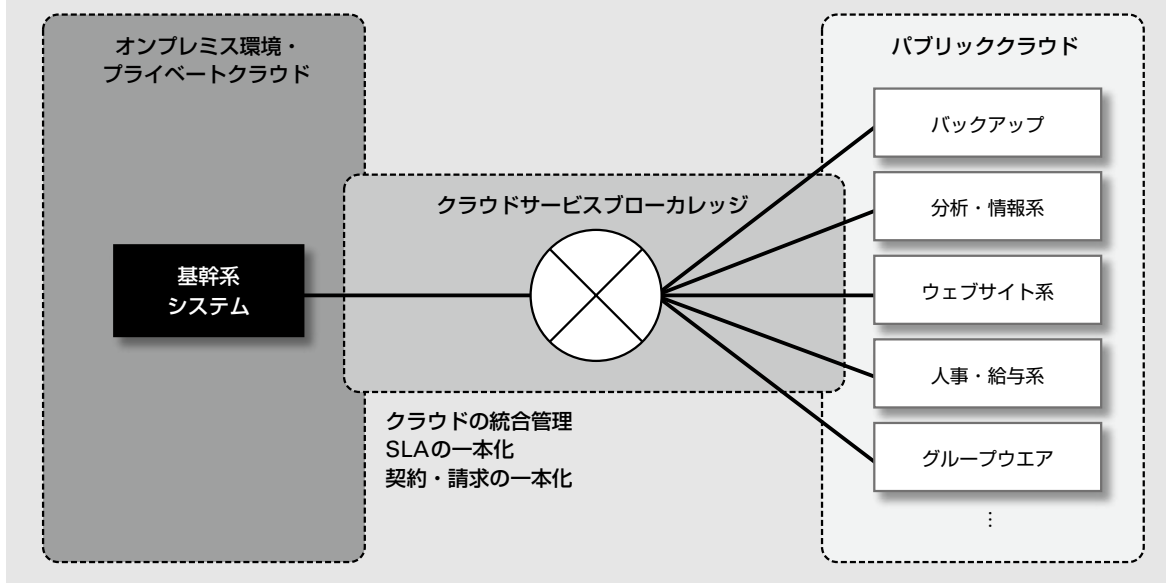 オンプレミス環境・
プライベートクラウド
基幹系
システム
クラウドサービスブローカレッジ
クラウドの統合管理
SLAの一本化
契約・請求の一本化
パブリッククラウド
バックアップ
分析・情報系
ウェブサイト系
人事・給与系
グループウエア
⋮